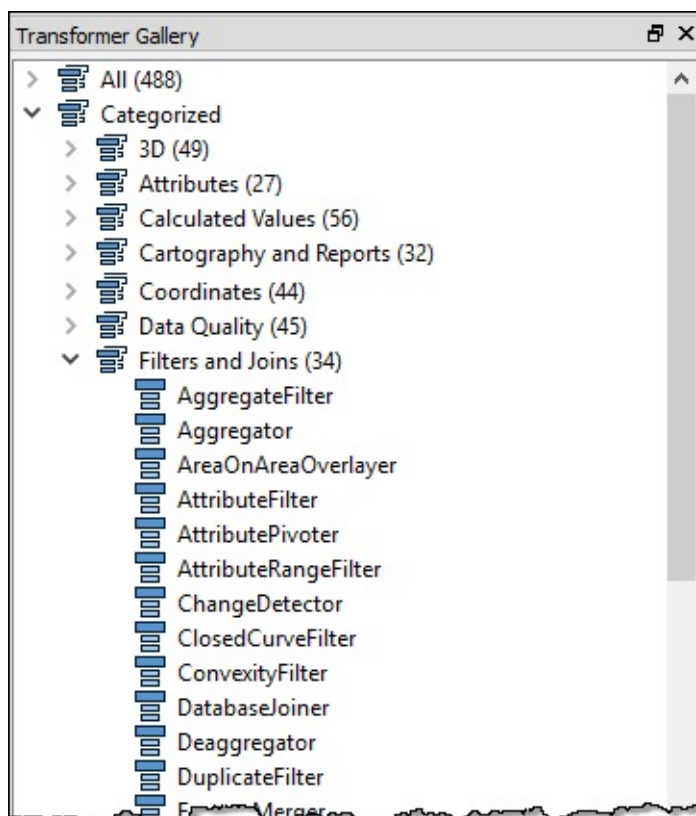 Transformer Gallery
All (488)
Categorized
3D (49)
Attributes (27)
Calculated Values (56)
Cartography and Reports (32)
Coordinates (44)
Data Quality (45)
Filters and Joins (34)
AggregateFilter
Aggregator
AreaOnAreaOverlayer
AttributeFilter
AttributePivoter
AttributeRangeFilter
ChangeDetector
ClosedCurveFilter
ConvexityFilter
DatabaseJoiner
Deaggregator
DuplicateFilter